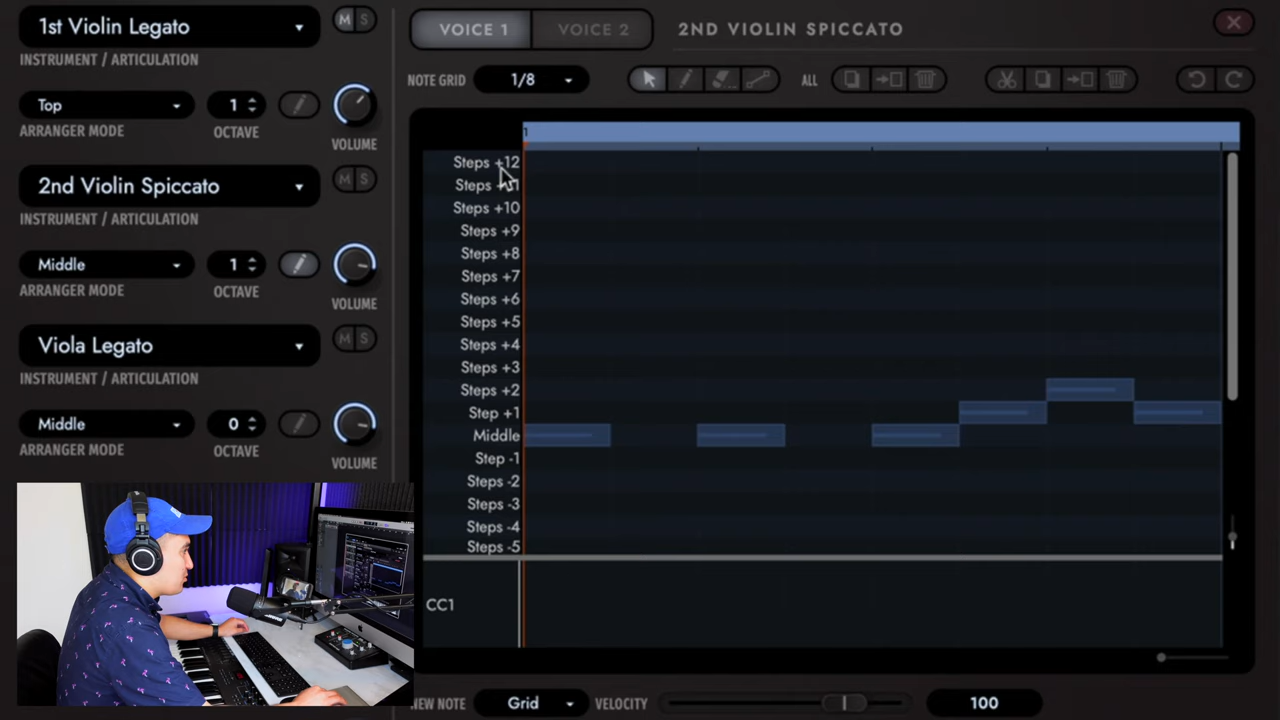 1st Violin Legato
M S
INSTRUMENT / ARTICULATION
Top
1
ARRANGER MODE
OCTAVE
VOLUME
2nd Violin Spiccato
M S
INSTRUMENT / ARTICULATION
Middle
1
ARRANGER MODE
OCTAVE
VOLUME
Viola Legato
M S
INSTRUMENT / ARTICULATION
Middle
0
ARRANGER MODE
OCTAVE
VOLUME
VOICE 1
VOICE 2
2ND VIOLIN SPICCATO
NOTE GRID
1/8
ALL
1
Steps +12
Steps
Steps +10
Steps +9
Steps +8
Steps +7
Steps +6
Steps +5
Steps +4
Steps +3
Steps +2
Step +1
Middle
Step -1
Steps -2
Steps -3
Steps -4
Steps -5
CC1
NEW NOTE
Grid
VELOCITY
100